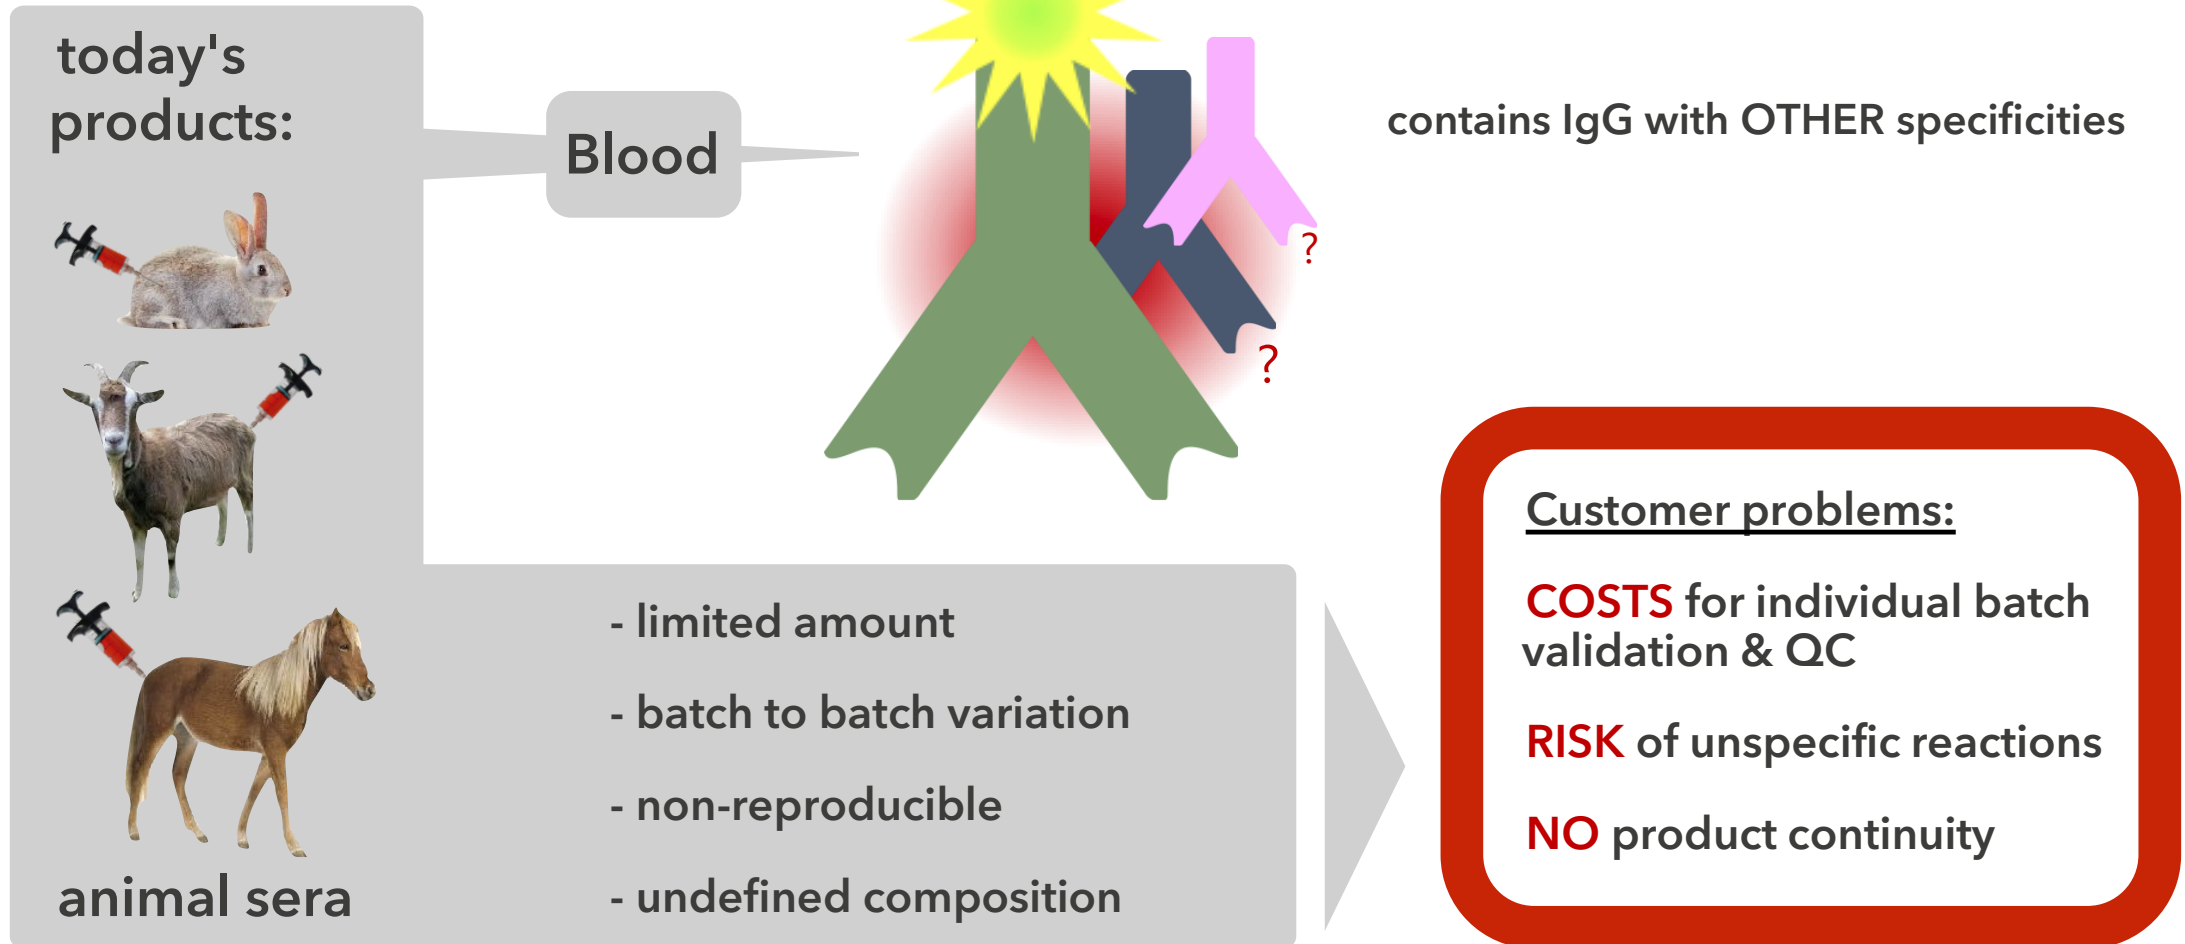 today's
products:
Blood
contains IgG with OTHER specificities
?
?
animal sera
- limited amount
- batch to batch variation
- non-reproducible
- undefined composition
Customer problems:
COSTS for individual batch
validation & QC
RISK of unspecific reactions
NO product continuity